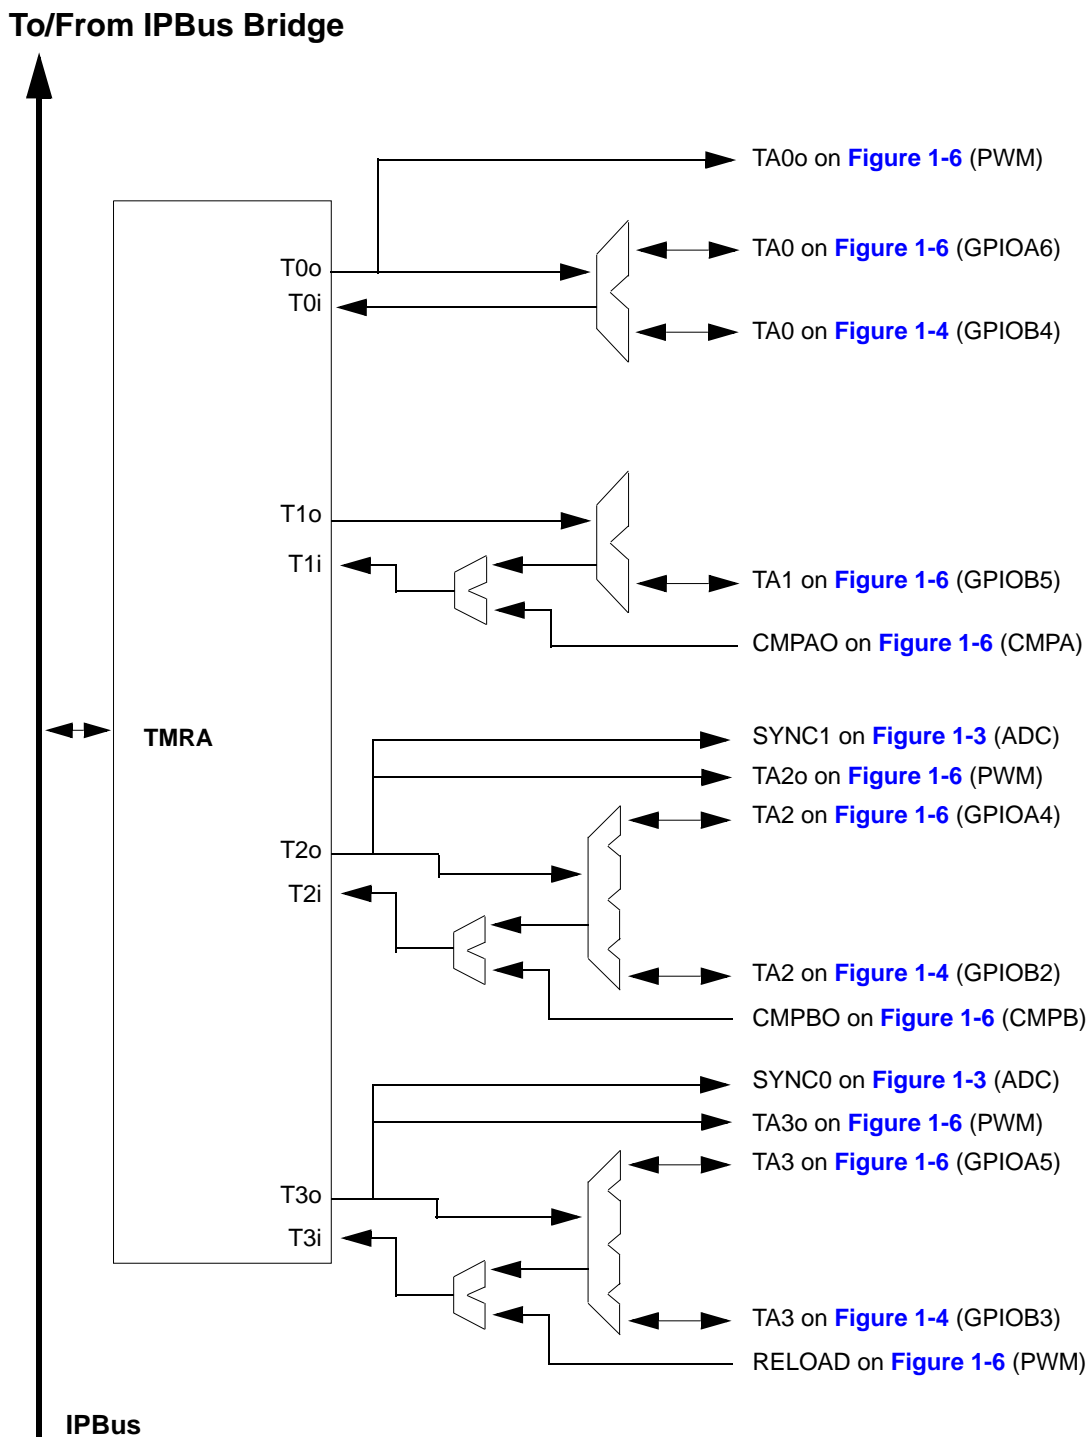 To/From IPBus Bridge
TA0o on Figure 1-6 (PWM)
TA0 on Figure 1-6 (GPIOA6)
T0o
T0i
TA0 on Figure 1-4 (GPIOB4)
T1o
T1i
TA1 on Figure 1-6 (GPIOB5)
CMPAO on Figure 1-6 (CMPA)
TMRA
SYNC1 on Figure 1-3 (ADC)
TA2o on Figure 1-6 (PWM)
TA2 on Figure 1-6 (GPIOA4)
T2o
T2i
TA2 on Figure 1-4 (GPIOB2)
CMPBO on Figure 1-6 (CMPB)
SYNC0 on Figure 1-3 (ADC)
TA3o on Figure 1-6 (PWM)
TA3 on Figure 1-6 (GPIOA5)
T3o
T3i
TA3 on Figure 1-4 (GPIOB3)
RELOAD on Figure 1-6 (PWM)
IPBus